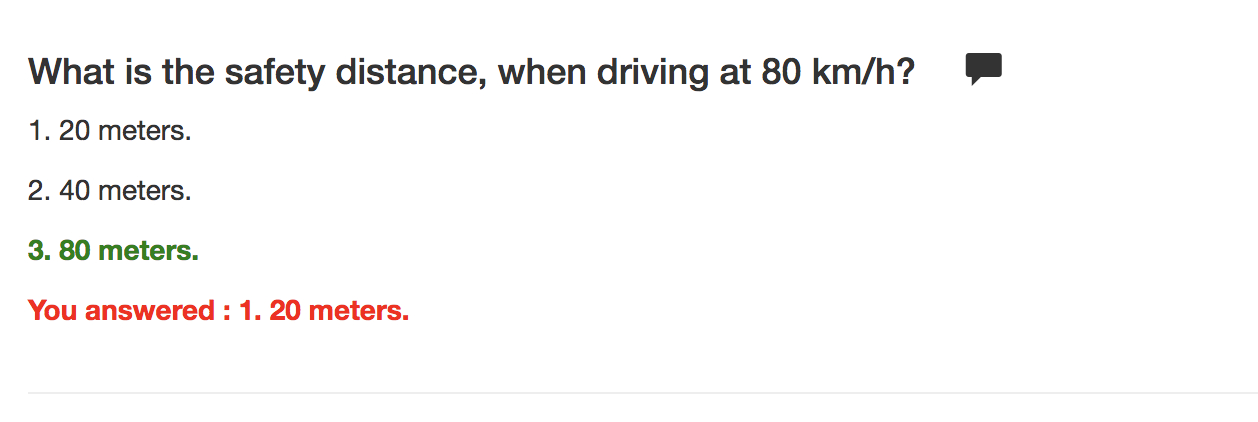 What is the safety distance, when driving at 80 km/h?
1. 20 meters.
2. 40 meters.
3. 80 meters.
You answered : 1. 20 meters.